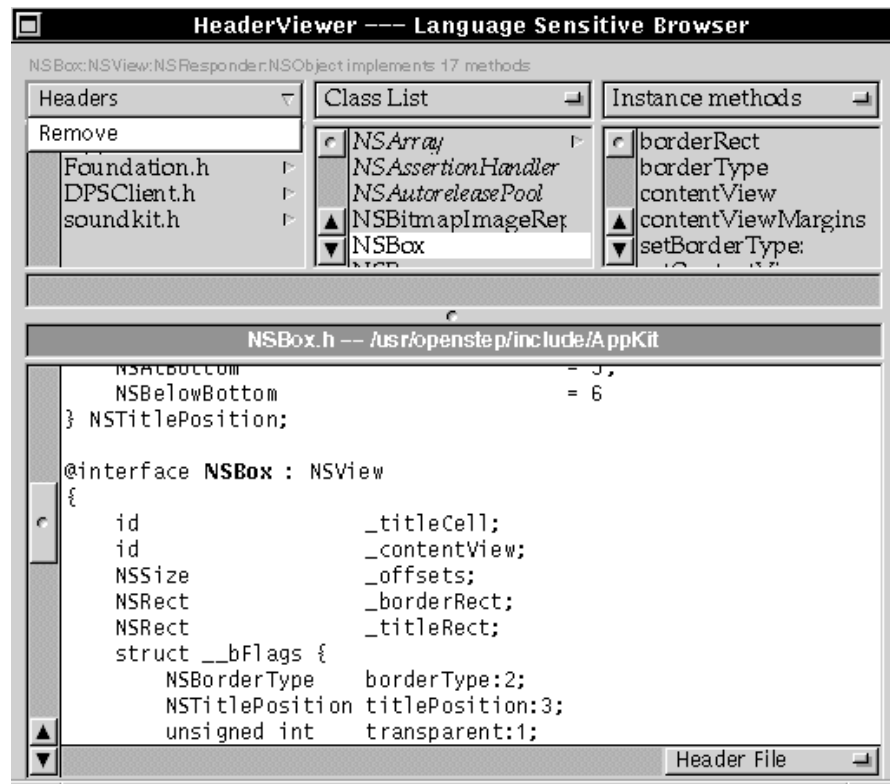 HeaderViewer --- Language Sensitive Browser
NSBox:NSView:NSResponder:NSObject implements 17 methods
Headers
Remove
Foundation.h
DPSClient.h
soundkit.h
Class List
NSArray
NSAssertionHandler
NSAutoreleasePool
NSBitmapImageRep
NSBox
Instance methods
borderRect
borderType
contentView
contentViewMargins
setBorderType:
NSBox.h -- /usr/openstep/include/AppKit
NSAtBottom = 5,
NSBelowBottom = 6
} NSTitlePosition;
@interface NSBox : NSView
{
id _titleCell;
id _contentView;
NSSize _offsets;
NSRect _borderRect;
NSRect _titleRect;
struct __bFlags {
NSBorderType borderType:2;
NSTitlePosition titlePosition:3;
unsigned int transparent:1;
Header File